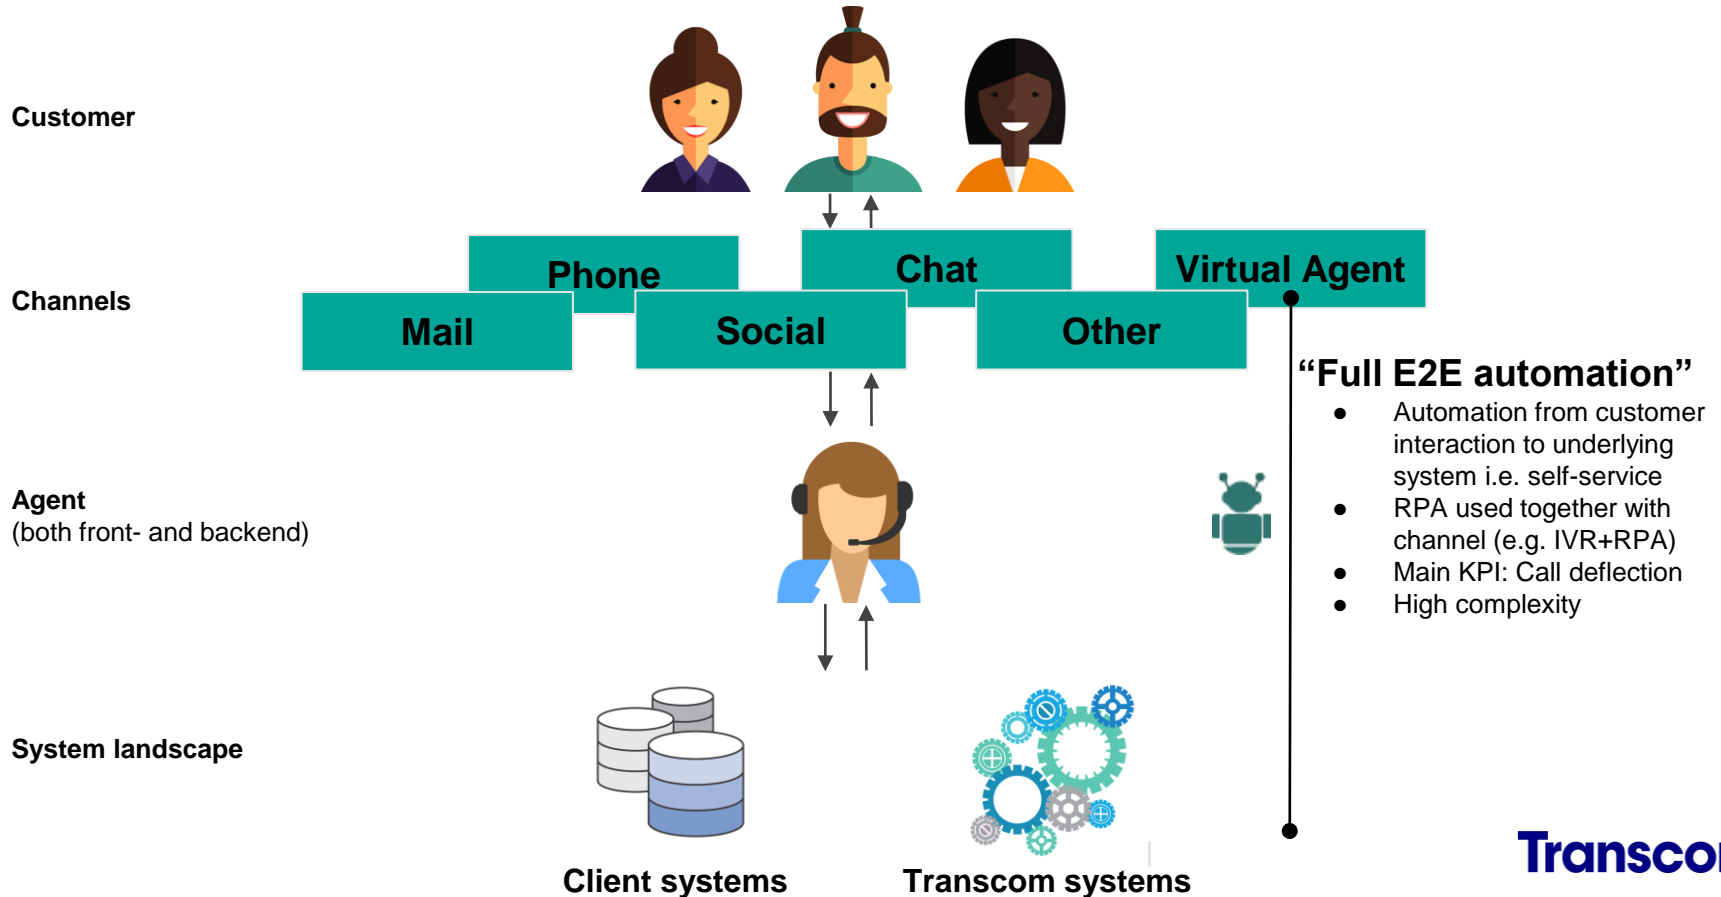 Customer
Channels
Phone
Chat
Virtual Agent
Mail
Social
Other
“Full E2E automation”
● Automation from customer
interaction to underlying
system i.e. self-service
● RPA used together with
channel (e.g. IVR+RPA)
● Main KPI: Call deflection
● High complexity
Agent
(both front- and backend)
System landscape
Client systems
Transcom systems